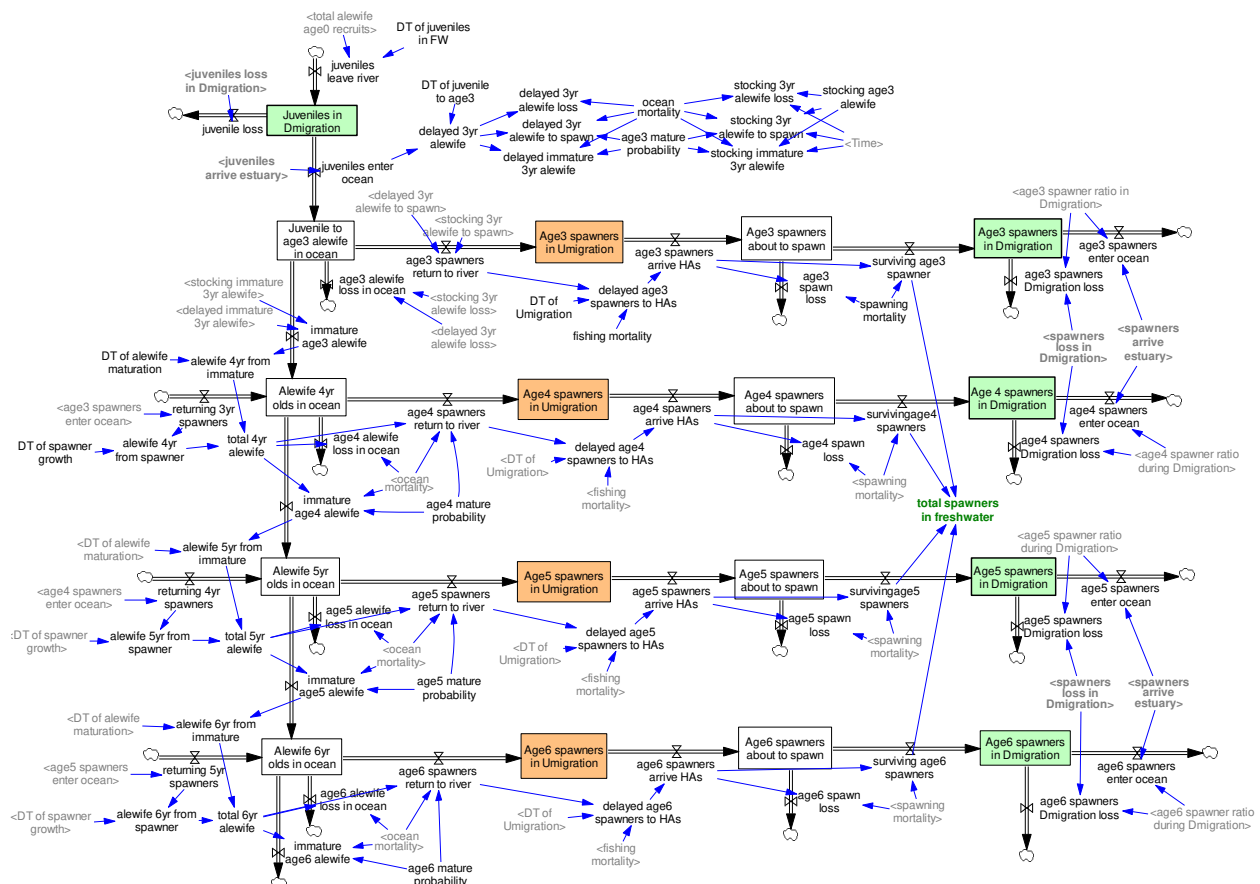 <total alewife
age0 recruits>
DT of juveniles
in FW
juveniles
leave river
<juveniles loss
in Dmigration>
juvenile loss
Juveniles in
Dmigration
DT of juvenile
to age3
delayed 3yr
alewife loss
ocean
mortality
stocking 3yr
alewife loss
stocking age3
alewife
delayed 3yr
alewife
delayed 3yr
alewife to spawn
age3 mature
probability
stocking 3yr
alewife to spawn
<Time>
delayed immature
3yr alewife
stocking immature
3yr alewife
<juveniles
arrive estuary>
juveniles enter
ocean
<delayed 3yr
alewife to spawn>
<stocking 3yr
alewife to spawn>
<age3 spawner ratio in
Dmigration>
Juvenile to
age3 alewife
in ocean
age3 spawners
return to river
Age3 spawners
in Umigration
age3 spawners
arrive HAs
Age3 spawners
about to spawn
surviving age3
spawner
Age3 spawners
in Dmigration
age3 spawners
enter ocean
age3 alewife
loss in ocean
<stocking 3yr
alewife loss>
<delayed 3yr
alewife loss>
DT of
Umigration
delayed age3
spawners to HAs
fishing mortality
age3
spawn loss
spawning
mortality
age3 spawners
Dmigration loss
<stocking immature
3yr alewife>
<delayed immature
3yr alewife>
immature
age3 alewife
<spawners
loss in
Dmigration>
<spawners
arrive
estuary>
DT of alewife
maturation
alewife 4yr from
immature
Alewife 4yr
olds in ocean
age4 spawners
return to river
Age4 spawners
in Umigration
age4 spawners
arrive HAs
Age4 spawners
about to spawn
survivingage4
spawners
Age 4 spawners
in Dmigration
age4 spawners
enter ocean
<age3 spawners
enter ocean>
returning 3yr
spawners
DT of spawner
growth
alewife 4yr
from spawner
total 4yr
alewife
age4 alewife
loss in ocean
<ocean
mortality>
<DT of
Umigration>
delayed age4
spawners to HAs
<fishing
mortality>
age4 spawn
loss
<spawning
mortality>
age4 spawners
Dmigration loss
<age4 spawner ratio
during Dmigration>
immature
age4 alewife
age4 mature
probability
total spawners
in freshwater
<DT of alewife
maturation>
alewife 5yr from
immature
Alewife 5yr
olds in ocean
age5 spawners
return to river
Age5 spawners
in Umigration
age5 spawners
arrive HAs
Age5 spawners
about to spawn
survivingage5
spawners
Age5 spawners
in Dmigration
<age5 spawner ratio
during Dmigration>
age5 spawners
enter ocean
<age4 spawners
enter ocean>
returning 4yr
spawners
:DT of spawner
growth>
alewife 5yr from
spawner
total 5yr
alewife
age5 alewife
loss in ocean
<ocean
mortality>
<DT of
Umigration>
delayed age5
spawners to HAs
<fishing
mortality>
age5 spawn
loss
<spawning
mortality>
age5 spawners
Dmigration loss
immature
age5 alewife
age5 mature
probability
<spawners
loss in
Dmigration>
<spawners
arrive
estuary>
<DT of alewife
maturation>
alewife 6yr from
immature
Alewife 6yr
olds in ocean
age6 spawners
return to river
Age6 spawners
in Umigration
age6 spawners
arrive HAs
Age6 spawners
about to spawn
surviving age6
spawners
Age6 spawners
in Dmigration
age6 spawners
enter ocean
<age5 spawners
enter ocean>
returning 5yr
spawners
<DT of spawner
growth>
alewife 6yr
from spawner
total 6yr
alewife
age6 alewife
loss in ocean
<ocean
mortality>
<DT of
Umigration>
delayed age6
spawners to HAs
<fishing
mortality>
age6 spawn
loss
<spawning
mortality>
age6 spawners
Dmigration loss
<age6 spawner ratio
during Dmigration>
immature
age6 alewife
age6 mature
probability